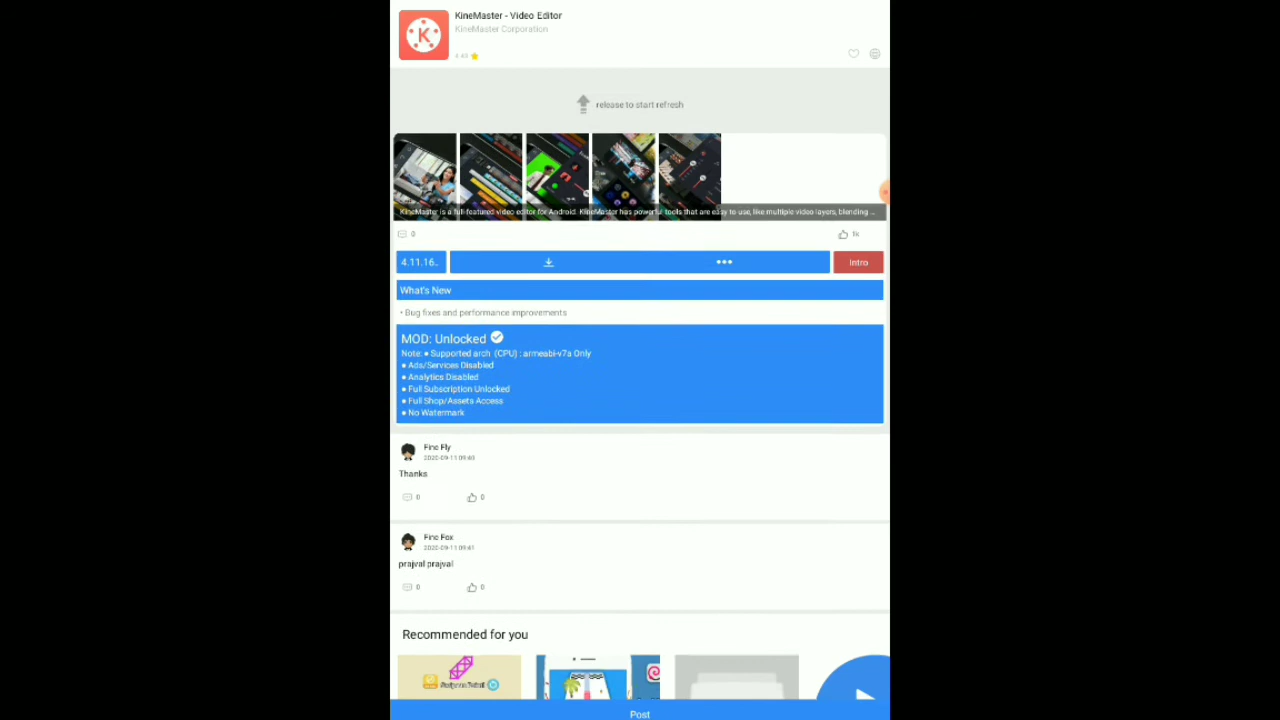 KineMaster - Video Editor
KineMaster Corporation
release to start refresh
KineMaster is a full-featured video editor for Android. KineMaster has powerful tools that are easy to use, like multiple video layers, blending ...
0
1k
4.11.16..
Intro
What's New
• Bug fixes and performance improvements
MOD: Unlocked
Note: ● Supported arch (CPU) : armeabi-v7a Only
● Ads/Services Disabled
● Analytics Disabled
● Full Subscription Unlocked
● Full Shop/Assets Access
● No Watermark
Fine Fly
Thanks
0 0
Fine Fox
prajval prajval
0 0
Recommended for you
Post